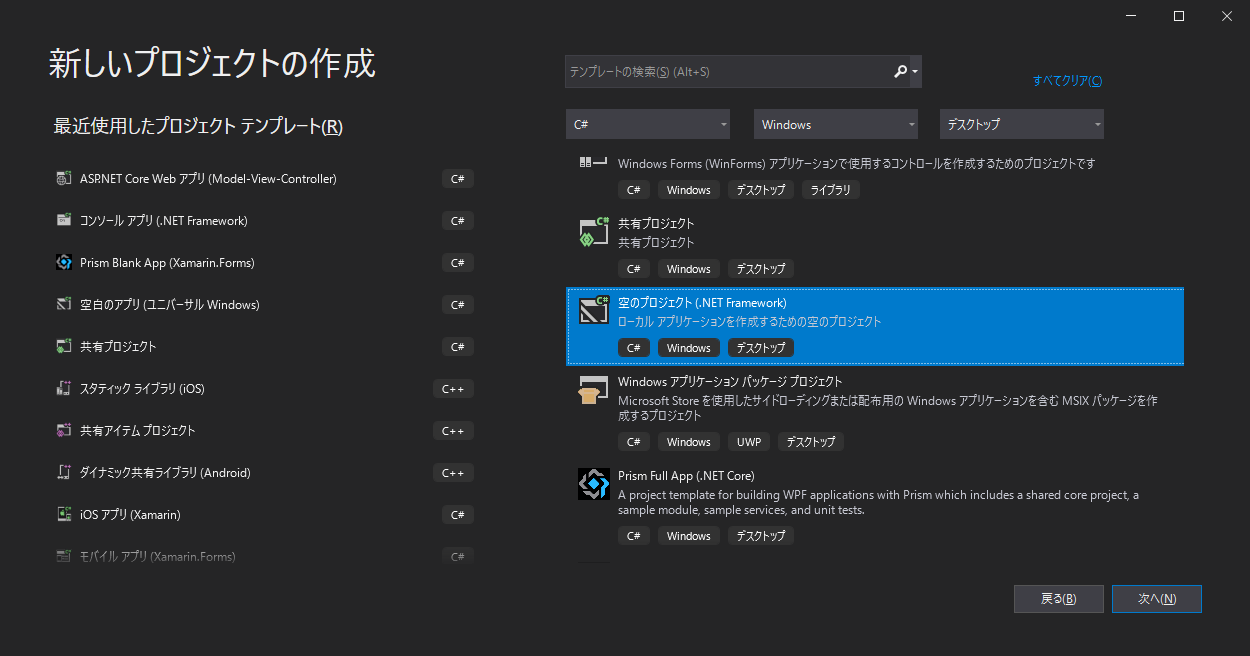 新しいプロジェクトの作成
最近使用したプロジェクト テンプレート(R)
ASP.NET Core Web アプリ (Model-View-Controller)
C#
コンソール アプリ (.NET Framework)
C#
Prism Blank App (Xamarin.Forms)
C#
空白のアプリ (ユニバーサル Windows)
C#
共有プロジェクト
C#
スタティック ライブラリ (iOS)
C++
共有アイテム プロジェクト
C++
ダイナミック共有ライブラリ (Android)
C++
iOS アプリ (Xamarin)
C#
モバイル アプリ (Xamarin.Forms)
C#
テンプレートの検索(S) (Alt+S)
すべてクリア(C)
C#
Windows
デスクトップ
Windows Forms (WinForms) アプリケーションで使用するコントロールを作成するためのプロジェクトです
C# Windows デスクトップ ライブラリ
共有プロジェクト
共有プロジェクト
C# Windows デスクトップ
空のプロジェクト (.NET Framework)
ローカル アプリケーションを作成するための空のプロジェクト
C# Windows デスクトップ
Windows アプリケーション パッケージ プロジェクト
Microsoft Store を使用したサイドローディングまたは配布用の Windows アプリケーションを含む MSIX パッケージを作
成するプロジェクト
C# Windows UWP デスクトップ
Prism Full App (.NET Core)
A project template for building WPF applications with Prism which includes a shared core project, a
sample module, sample services, and unit tests.
C# Windows デスクトップ
戻る(B)
次へ(N)